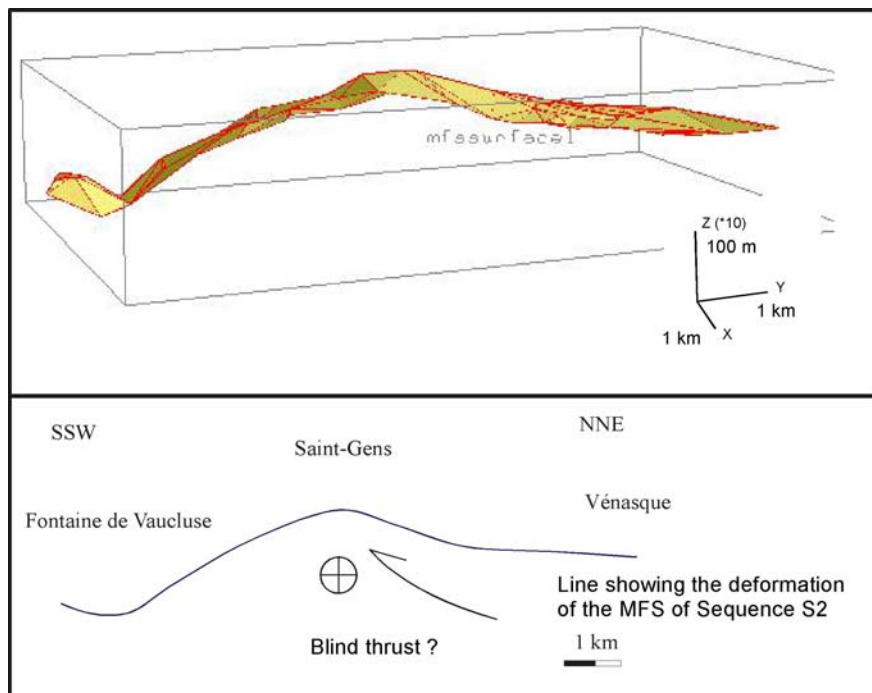 mfssurface1
Z (*10)
100 m
Y
1 km
1 km
X
SSW
NNE
Saint-Gens
Vénasque
Fontaine de Vaucluse
Line showing the deformation
of the MFS of Sequence S2
Blind thrust ?
1 km